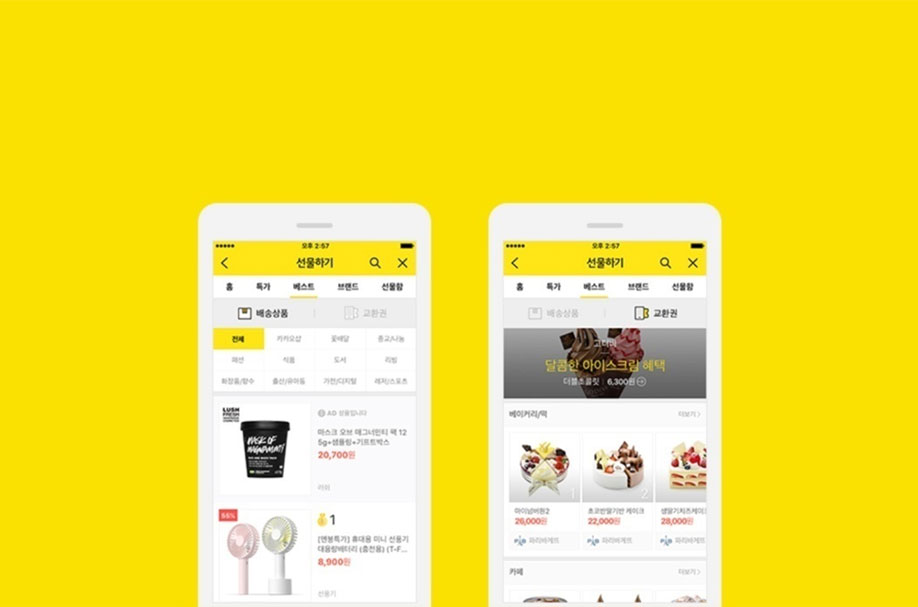 오후 2:57
선물하기
홈 특가 베스트 브랜드 선물함
배송상품 교환권
전체 카카오샵 꽃배달 종교/나눔
패션 식품 도서 리빙
화장품/향수 출산/유아동 가전/디지털 레저/스포츠
LUSH
FRESH
HANDMADE
COSMETICS
MASK OF
MAGNAMINTY
AD 상품입니다
마스크 오브 매그너민티 팩 12
5g+샘플링+기프트박스
20,700원
러쉬
68%
1
[앤봉특가] 휴대용 미니 선풍기
대용량배터리 (충전용) (T-F...
8,900원
선풍기
오후 2:57
선물하기
홈 특가 베스트 브랜드 선물함
배송상품 교환권
고디바
달콤한 아이스크림 혜택
더블초콜릿 6,300원
베이커리/떡 더보기 >
1
2
마이넘버원2
26,000원
파리바게뜨
초코반딸기반 케이크
22,000원
파리바게뜨
생딸기치즈케이크
28,000원
파리바게
카페 더보기 >